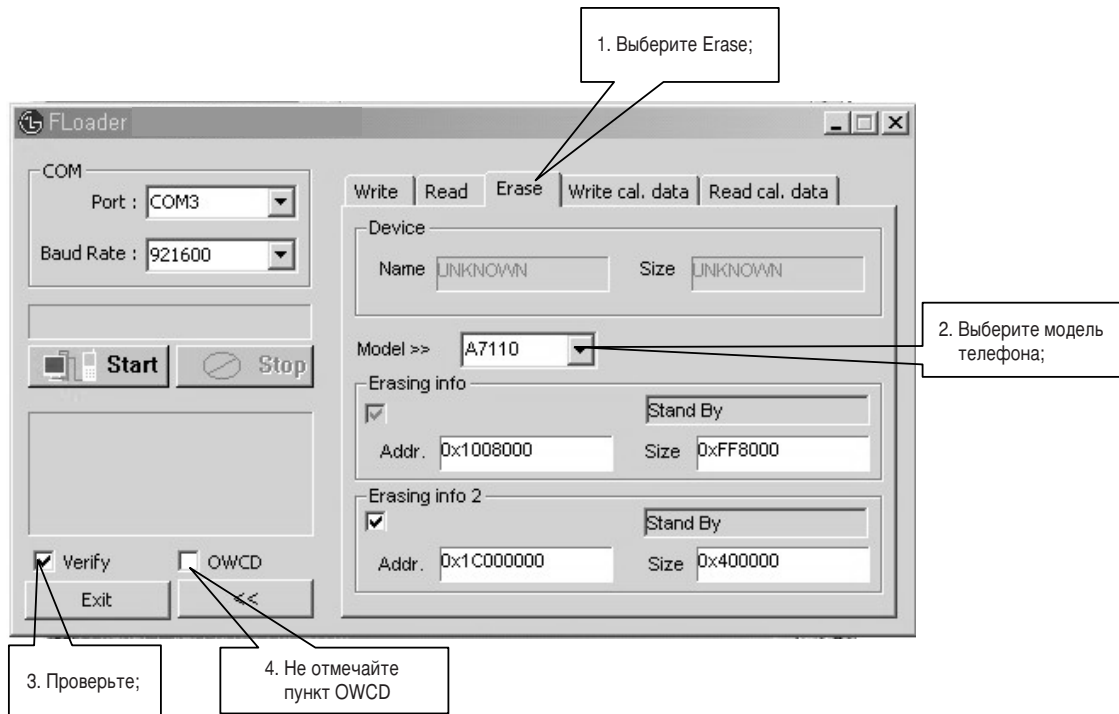 1. Выберите Erase;
FLoader
COM
Port : COM3
Baud Rate : 921600
Start Stop
Verify OWCD
Exit <<
Write Read Erase Write cal. data Read cal. data
Device
Name UNKNOWN Size UNKNOWN
Model >> A7110
Erasing info
Stand By
Addr. 0x1008000 Size 0xFF8000
Erasing info 2
Stand By
Addr. 0x1C000000 Size 0x400000
2. Выберите модель
телефона;
3. Проверьте;
4. Не отмечайте
пункт OWCD